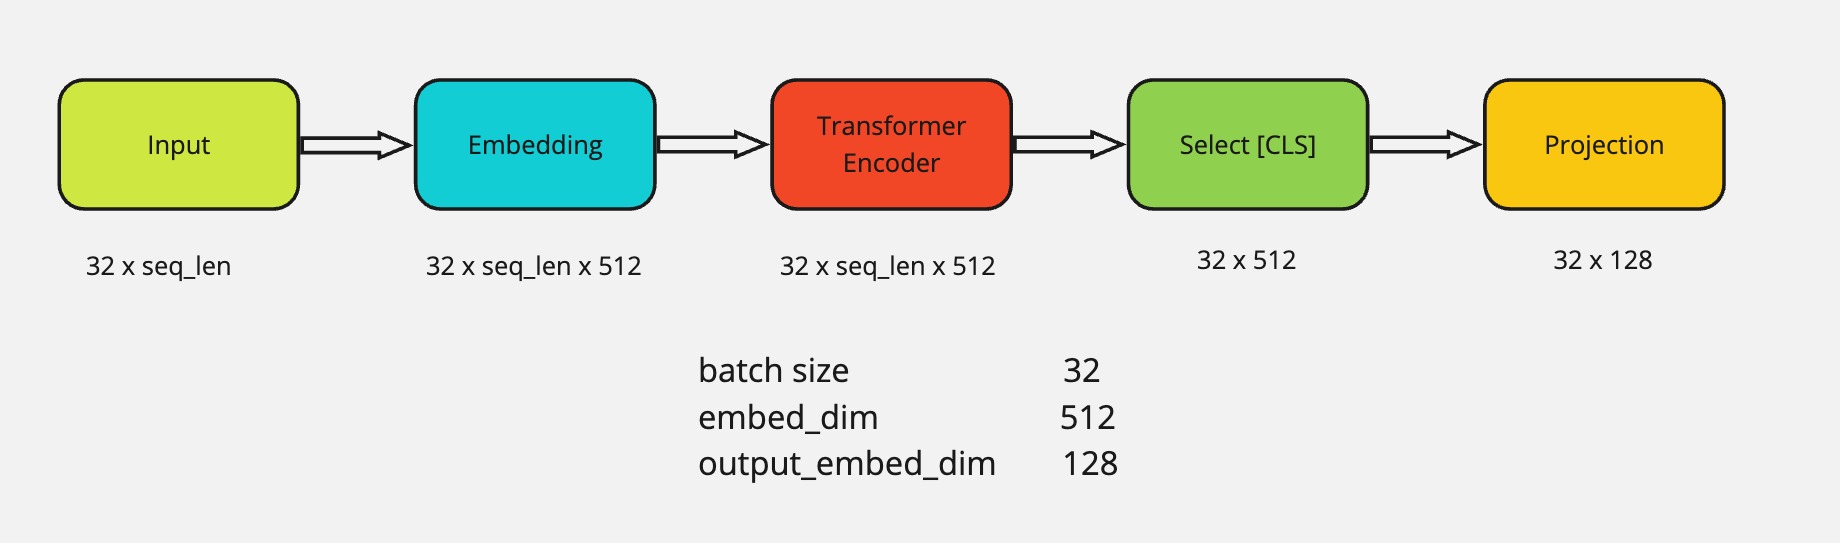 Input
Embedding
Transformer
Encoder
Select [CLS]
Projection
32 x seq_len
32 x seq_len x 512
32 x seq_len x 512
32 x 512
32 x 128
batch size 32
embed_dim 512
output_embed_dim 128